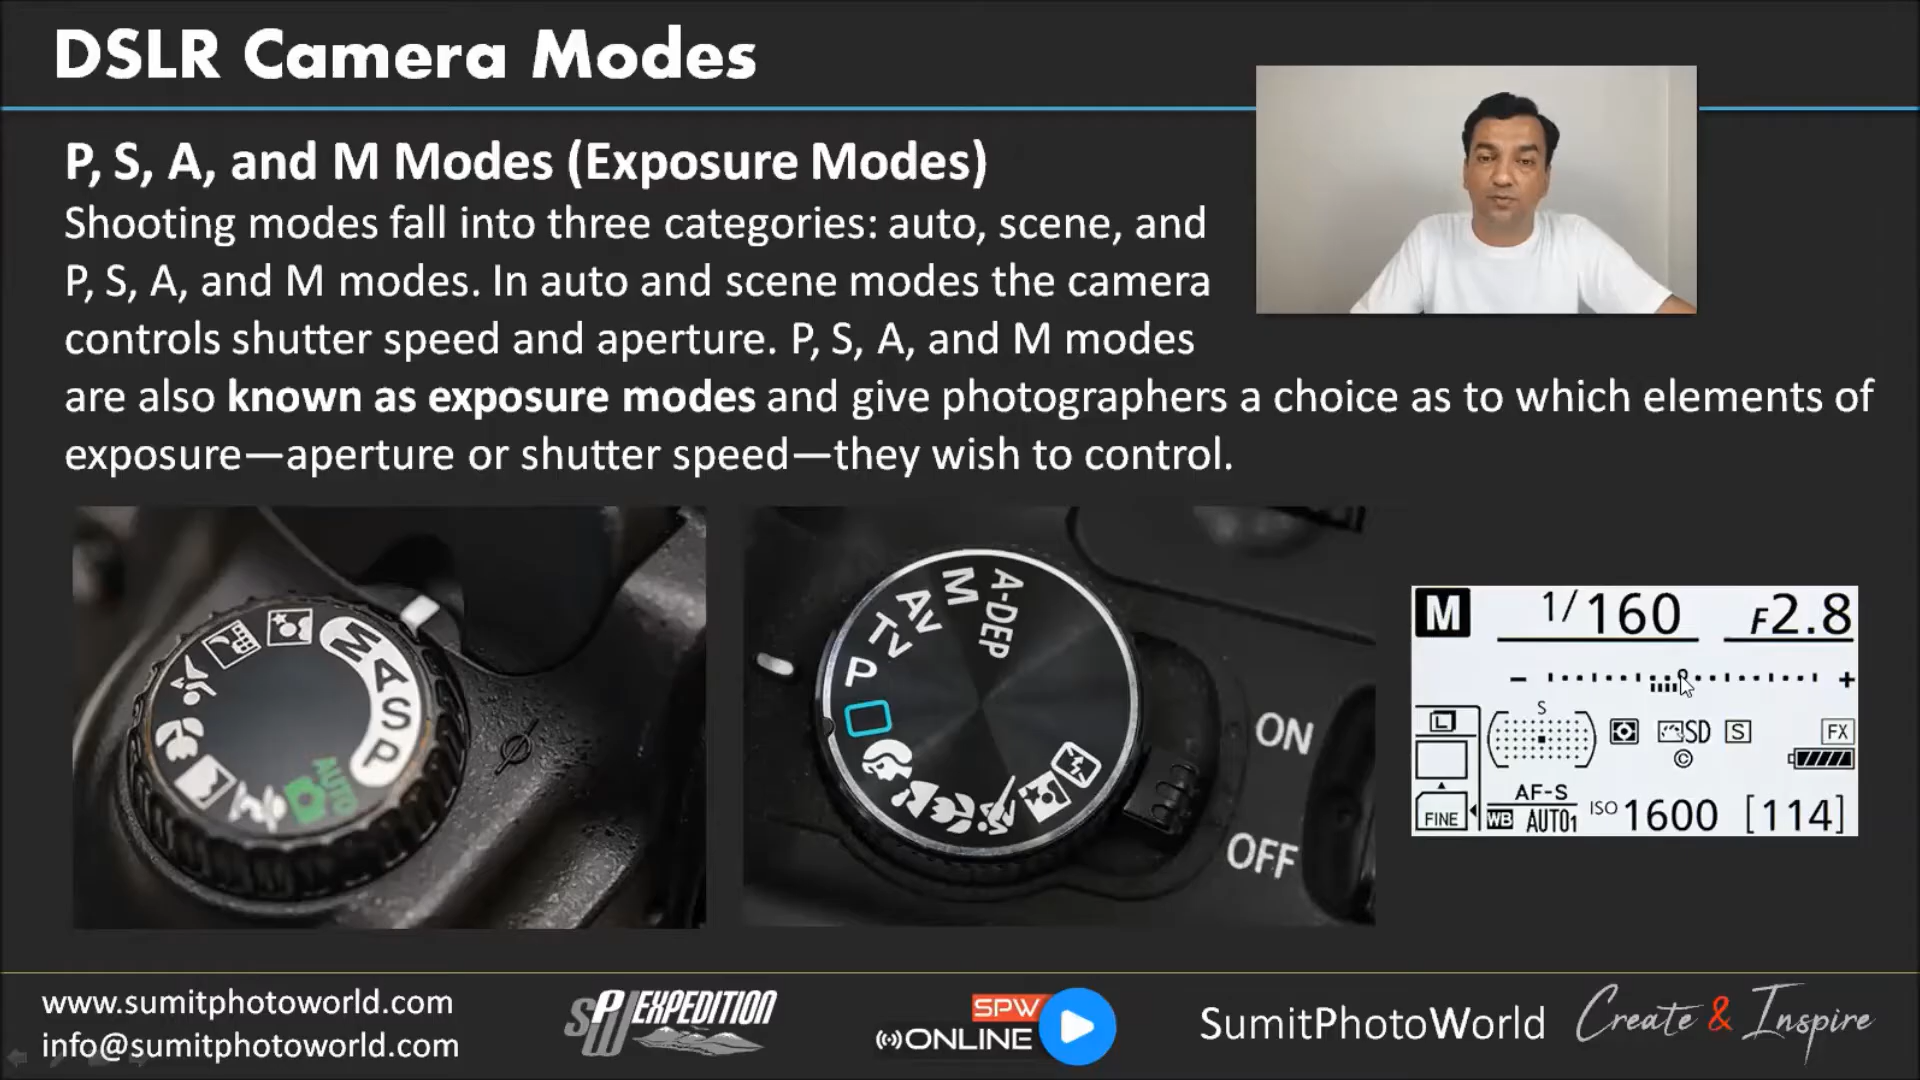 DSLR Camera Modes
P, S, A, and M Modes (Exposure Modes)
Shooting modes fall into three categories: auto, scene, and
P, S, A, and M modes. In auto and scene modes the camera
controls shutter speed and aperture. P, S, A, and M modes
are also known as exposure modes and give photographers a choice as to which elements of
exposure—aperture or shutter speed—they wish to control.
M
A
S
P
AUTO
A-DEP
M
Av
Tv
P
ON
OFF
M 1/160 F2.8
− +
S
L SD S FX
©
AF-S
FINE WB AUTO1 ISO 1600 [114]
www.sumitphotoworld.com
info@sumitphotoworld.com
SPW EXPEDITION
SPW
ONLINE
SumitPhotoWorld
Create & Inspire